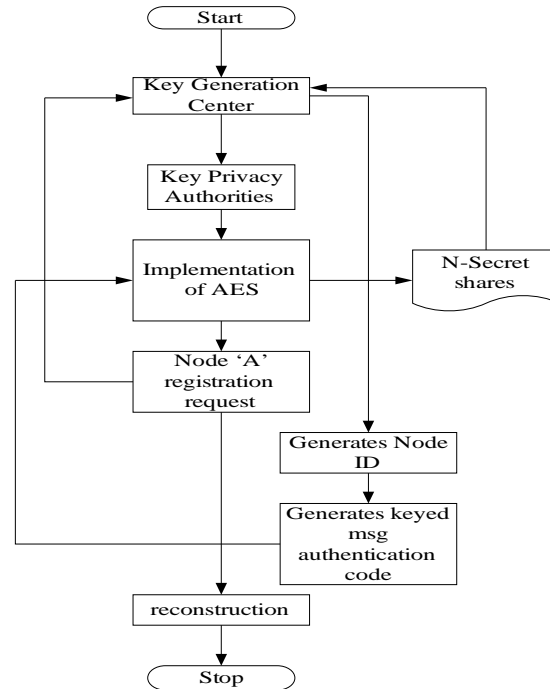 Start
Key Generation
Center
Key Privacy
Authorities
Implementation
of AES
N-Secret
shares
Node ‘A’
registration
request
Generates Node
ID
Generates keyed
msg
authentication
code
reconstruction
Stop